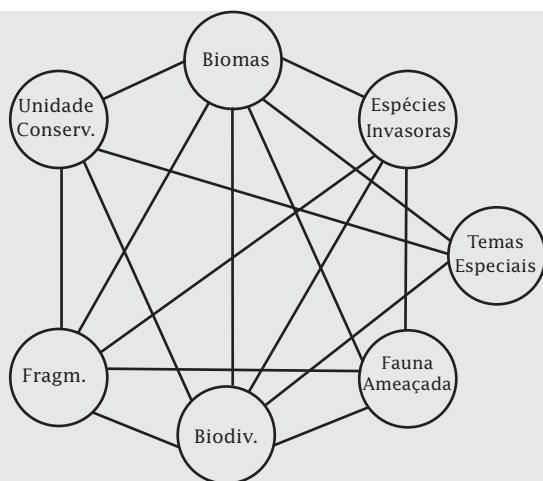 Biomas
Unidade
Conserv.
Espécies
Invasoras
Temas
Especiais
Fragm.
Fauna
Ameaçada
Biodiv.